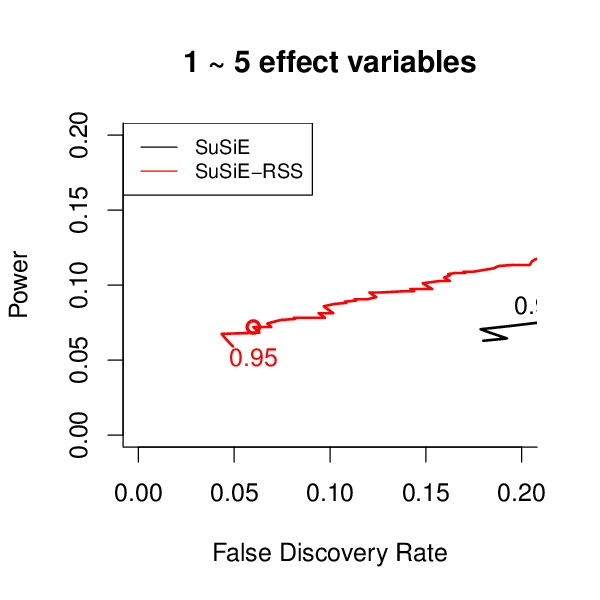 1 ~ 5 effect variables
SuSiE
SuSiE−RSS
Power
0.20
0.15
0.10
0.05
0.00
0.95
0.00 0.05 0.10 0.15 0.20
False Discovery Rate